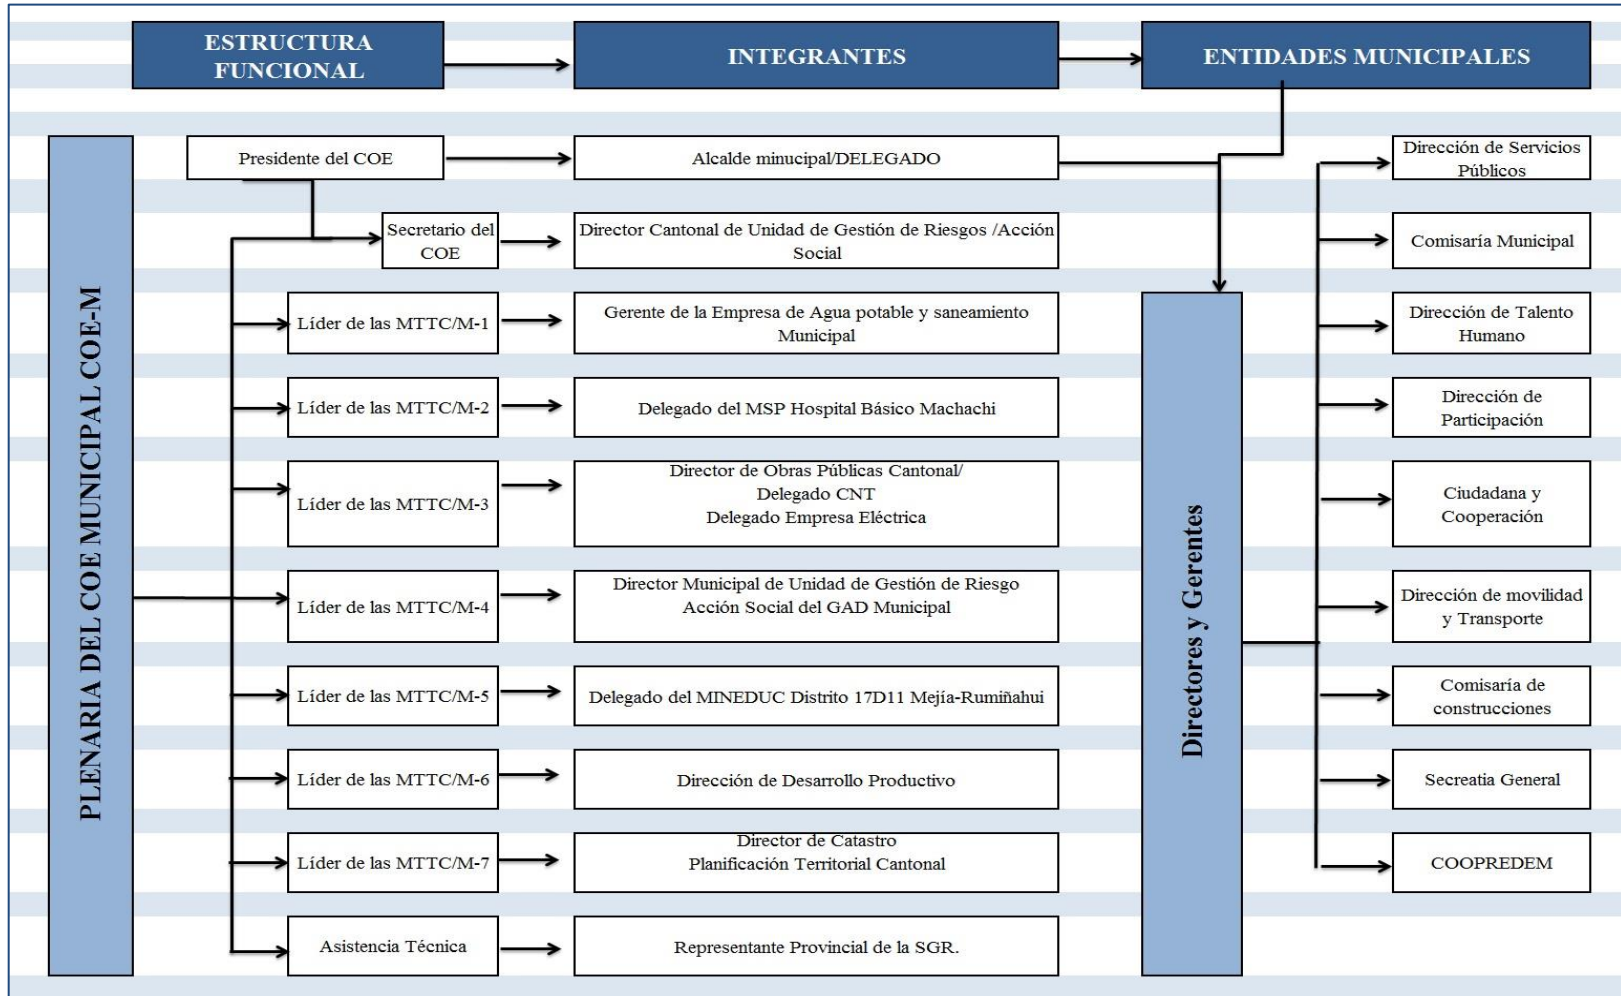 ESTRUCTURA
FUNCIONAL
INTEGRANTES
ENTIDADES MUNICIPALES
PLENARIA DEL COE MUNICIPAL COE-M
Presidente del COE
Alcalde minucipal/DELEGADO
Secretario del
COE
Director Cantonal de Unidad de Gestión de Riesgos /Acción
Social
Líder de las MTTC/M-1
Gerente de la Empresa de Agua potable y saneamiento
Municipal
Líder de las MTTC/M-2
Delegado del MSP Hospital Básico Machachi
Líder de las MTTC/M-3
Director de Obras Públicas Cantonal/
Delegado CNT
Delegado Empresa Eléctrica
Líder de las MTTC/M-4
Director Municipal de Unidad de Gestión de Riesgo
Acción Social del GAD Municipal
Líder de las MTTC/M-5
Delegado del MINEDUC Distrito 17D11 Mejía-Rumiñahui
Líder de las MTTC/M-6
Dirección de Desarrollo Productivo
Líder de las MTTC/M-7
Director de Catastro
Planificación Territorial Cantonal
Asistencia Técnica
Representante Provincial de la SGR.
Directores y Gerentes
Dirección de Servicios
Públicos
Comisaría Municipal
Dirección de Talento
Humano
Dirección de
Participación
Ciudadana y
Cooperación
Dirección de movilidad
y Transporte
Comisaría de
construcciones
Secreatia General
COOPREDEM